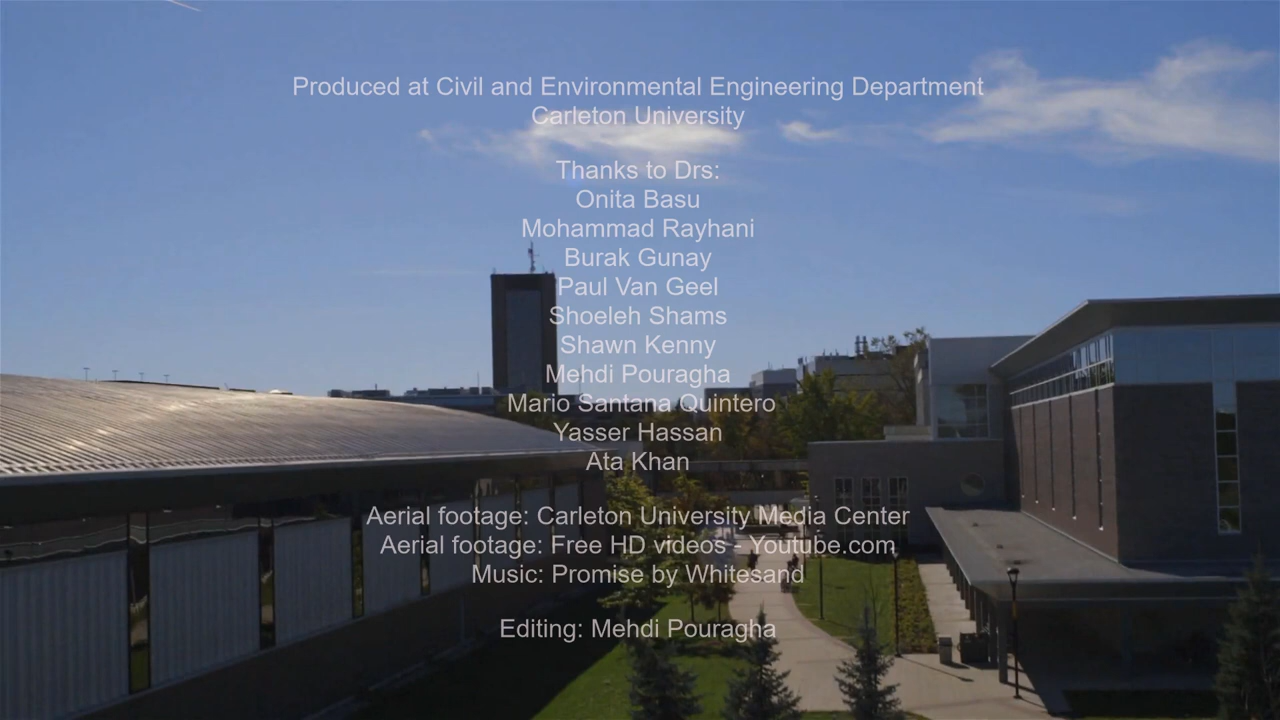 Produced at Civil and Environmental Engineering Department
Carleton University
Thanks to Drs:
Onita Basu
Mohammad Rayhani
Burak Gunay
Paul Van Geel
Shoeleh Shams
Shawn Kenny
Mehdi Pouragha
Mario Santana Quintero
Yasser Hassan
Ata Khan
Aerial footage: Carleton University Media Center
Aerial footage: Free HD videos - Youtube.com
Music: Promise by Whitesand
Editing: Mehdi Pouragha